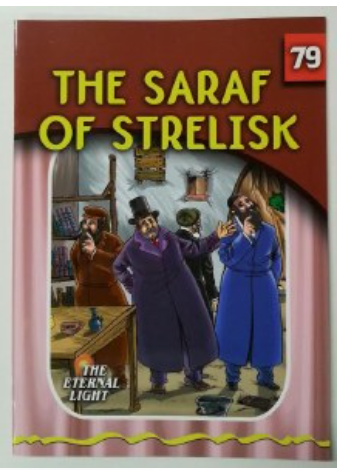 79
THE SARAF
OF STRELISK
THE
ETERNAL
LIGHT